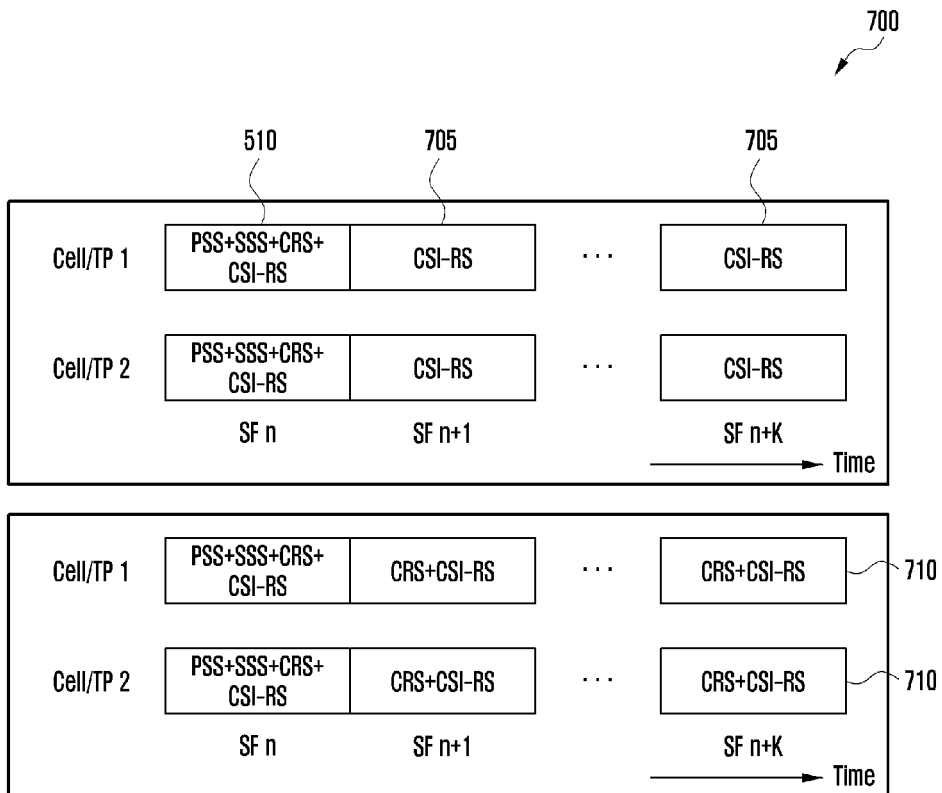 700
510 705 705
Cell/TP 1 PSS+SSS+CRS+ CSI-RS CSI-RS ... CSI-RS
Cell/TP 2 PSS+SSS+CRS+ CSI-RS CSI-RS ... CSI-RS
SF n SF n+1 SF n+K
Time
Cell/TP 1 PSS+SSS+CRS+ CSI-RS CRS+CSI-RS ... CRS+CSI-RS 710
Cell/TP 2 PSS+SSS+CRS+ CSI-RS CRS+CSI-RS ... CRS+CSI-RS 710
SF n SF n+1 SF n+K
Time